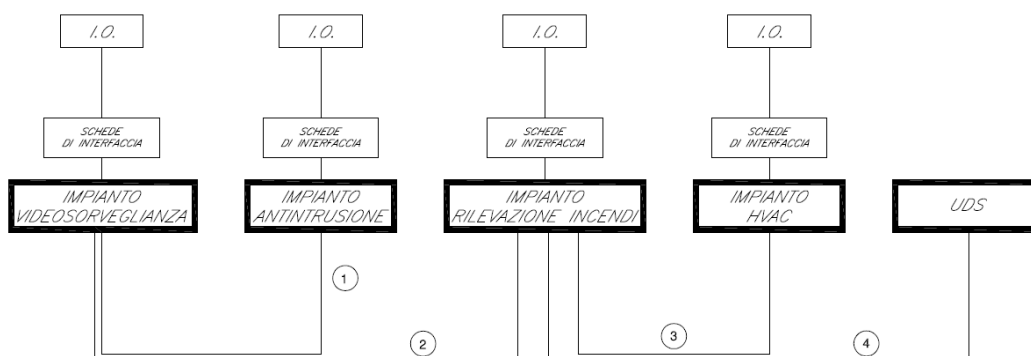 I.O.
I.O.
I.O.
I.O.
SCHEDE
DI INTERFACCIA
SCHEDE
DI INTERFACCIA
SCHEDE
DI INTERFACCIA
SCHEDE
DI INTERFACCIA
IMPIANTO
VIDEOSORVEGLIANZA
IMPIANTO
ANTINTRUSIONE
IMPIANTO
RILEVAZIONE INCENDI
IMPIANTO
HVAC
UDS
1
2
3
4